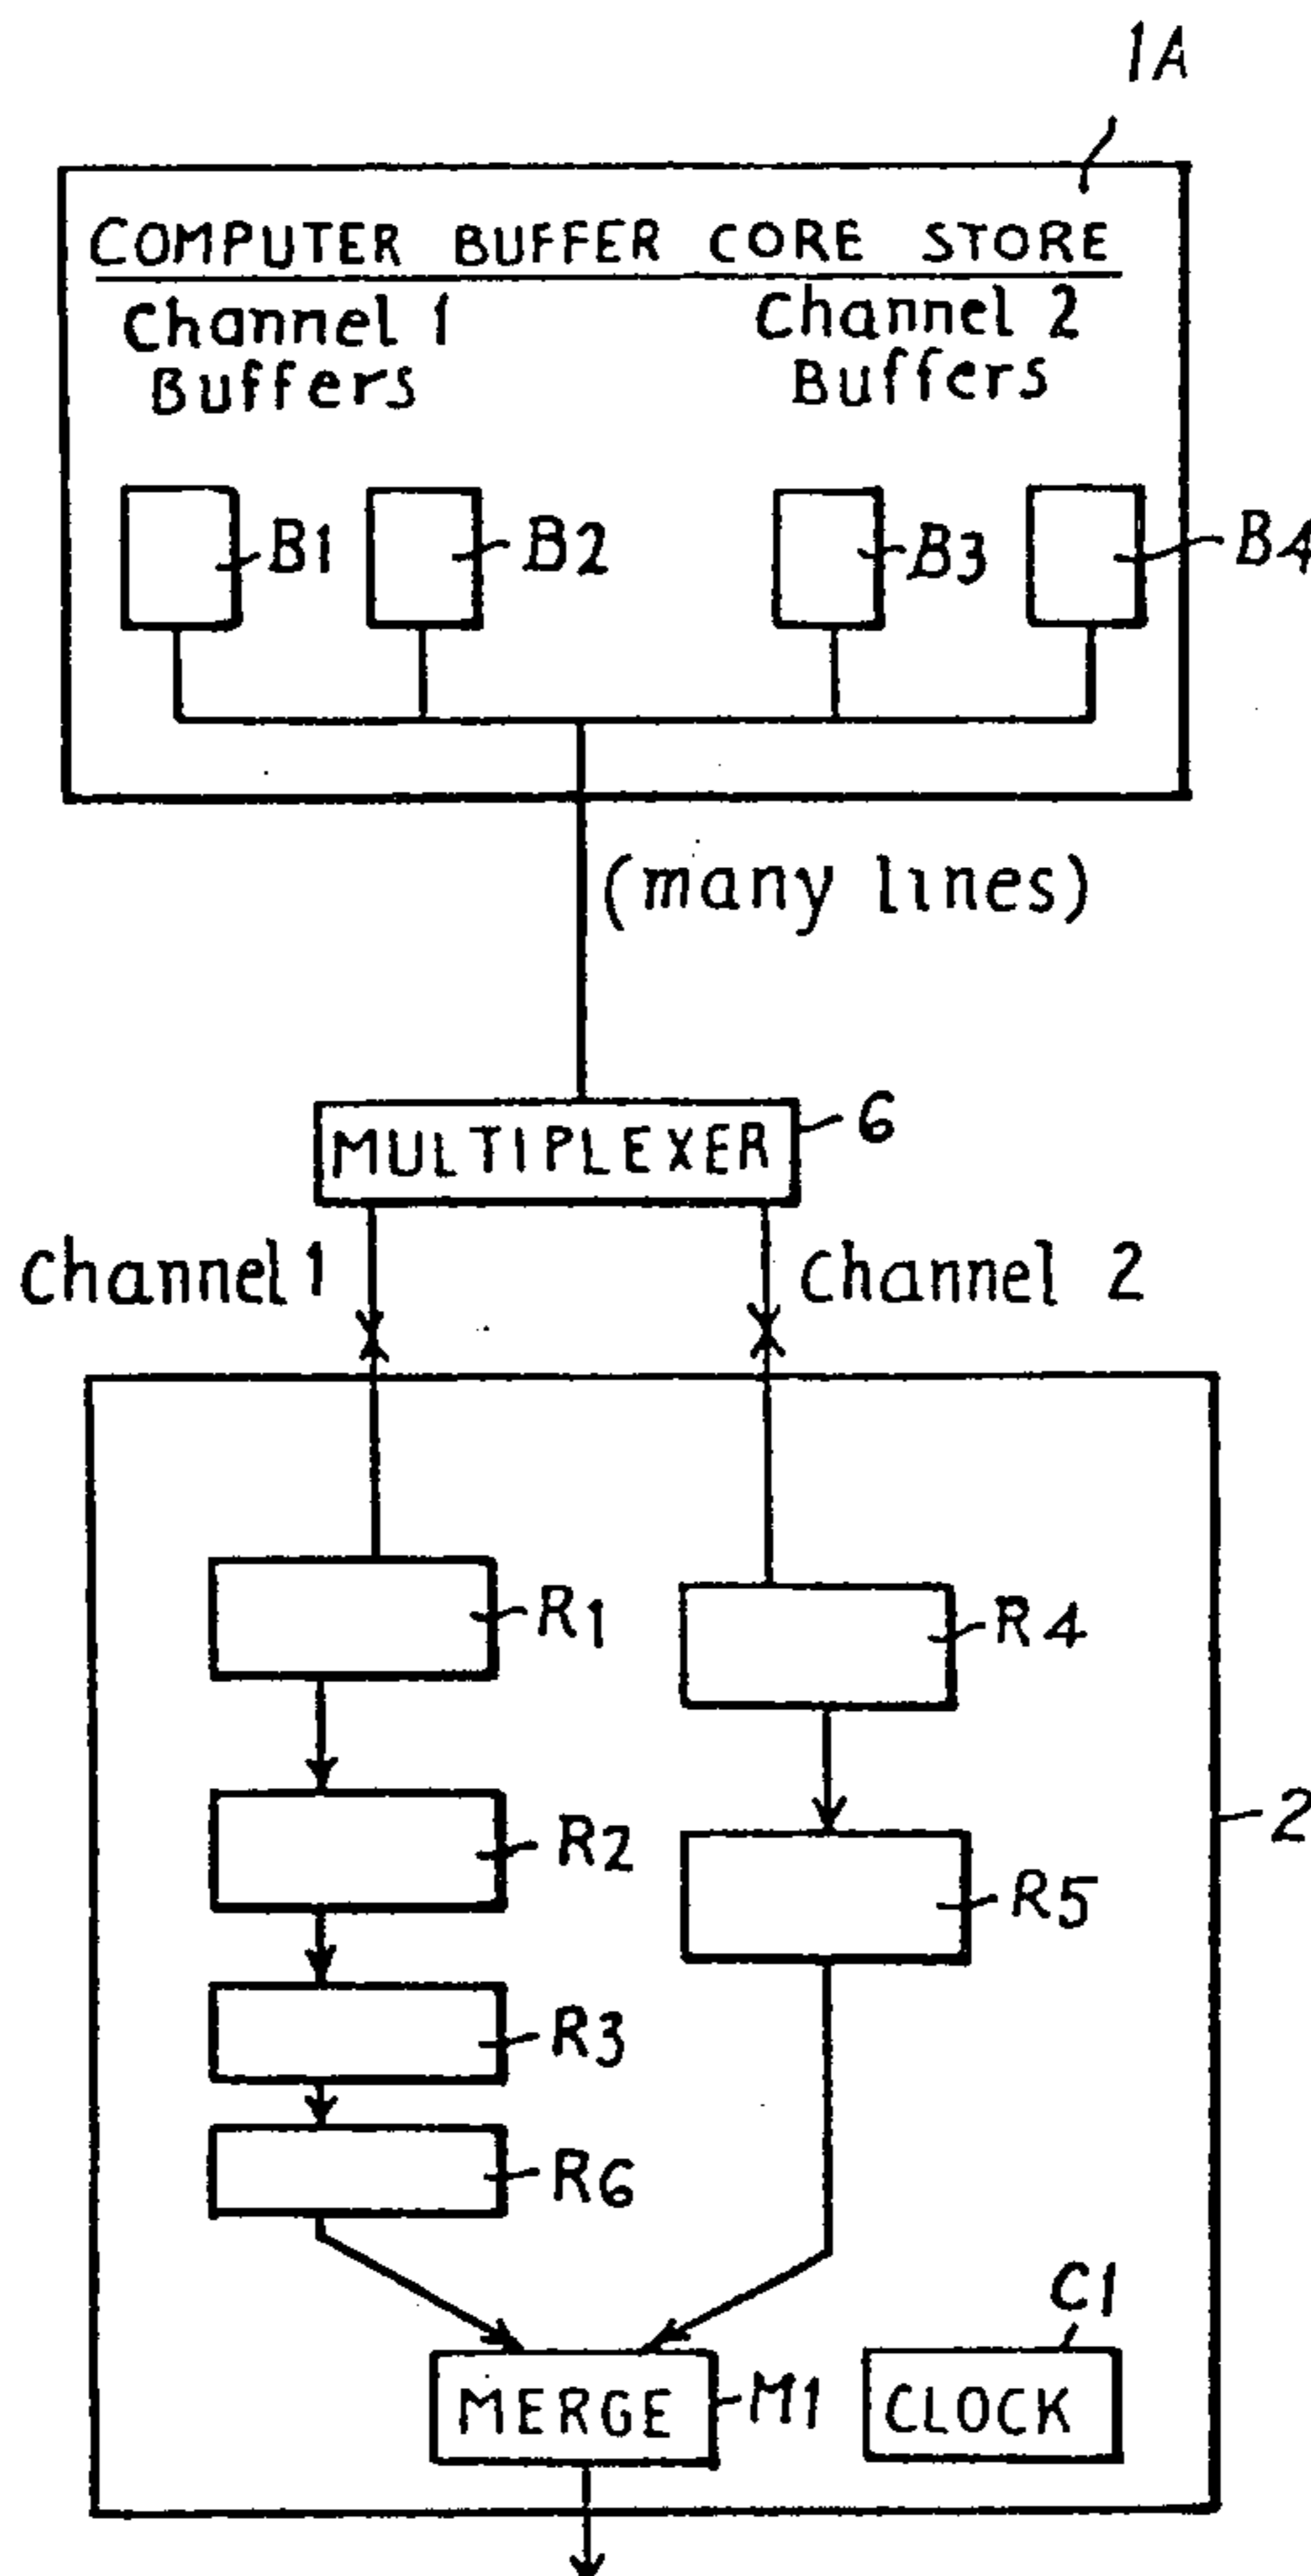 1A
COMPUTER BUFFER CORE STORE
Channel 1
Buffers
Channel 2
Buffers
B1
B2
B3
B4
(many lines)
MULTIPLEXER
6
Channel 1
Channel 2
R1
R4
R2
R5
2
R3
R6
C1
MERGE
M1
CLOCK